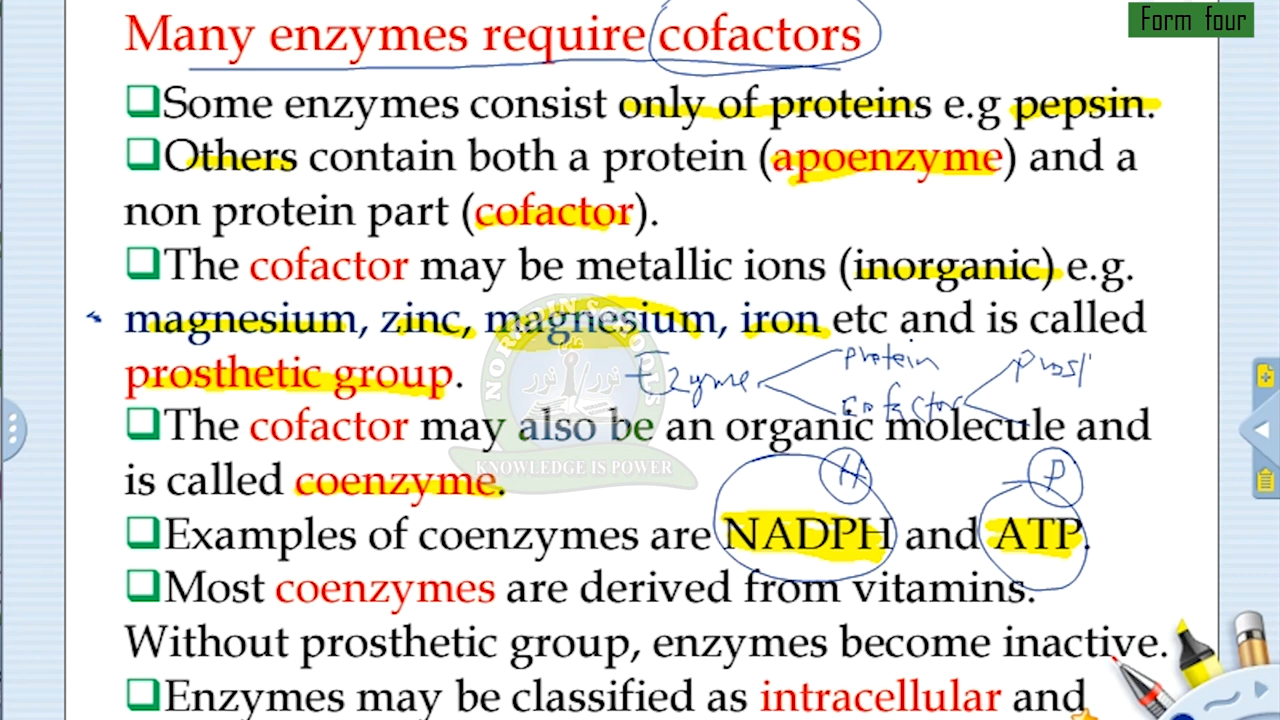 Form four
Many enzymes require cofactors
Some enzymes consist only of proteins e.g pepsin.
Others contain both a protein (apoenzyme) and a
non protein part (cofactor).
The cofactor may be metallic ions (inorganic) e.g.
magnesium, zinc, magnesium, iron etc and is called
prosthetic group.
Enzyme protein
cofactor prost
The cofactor may also be an organic molecule and
is called coenzyme.
H P
Examples of coenzymes are NADPH and ATP.
Most coenzymes are derived from vitamins.
Without prosthetic group, enzymes become inactive.
Enzymes may be classified as intracellular and
KNOWLEDGE IS POWER